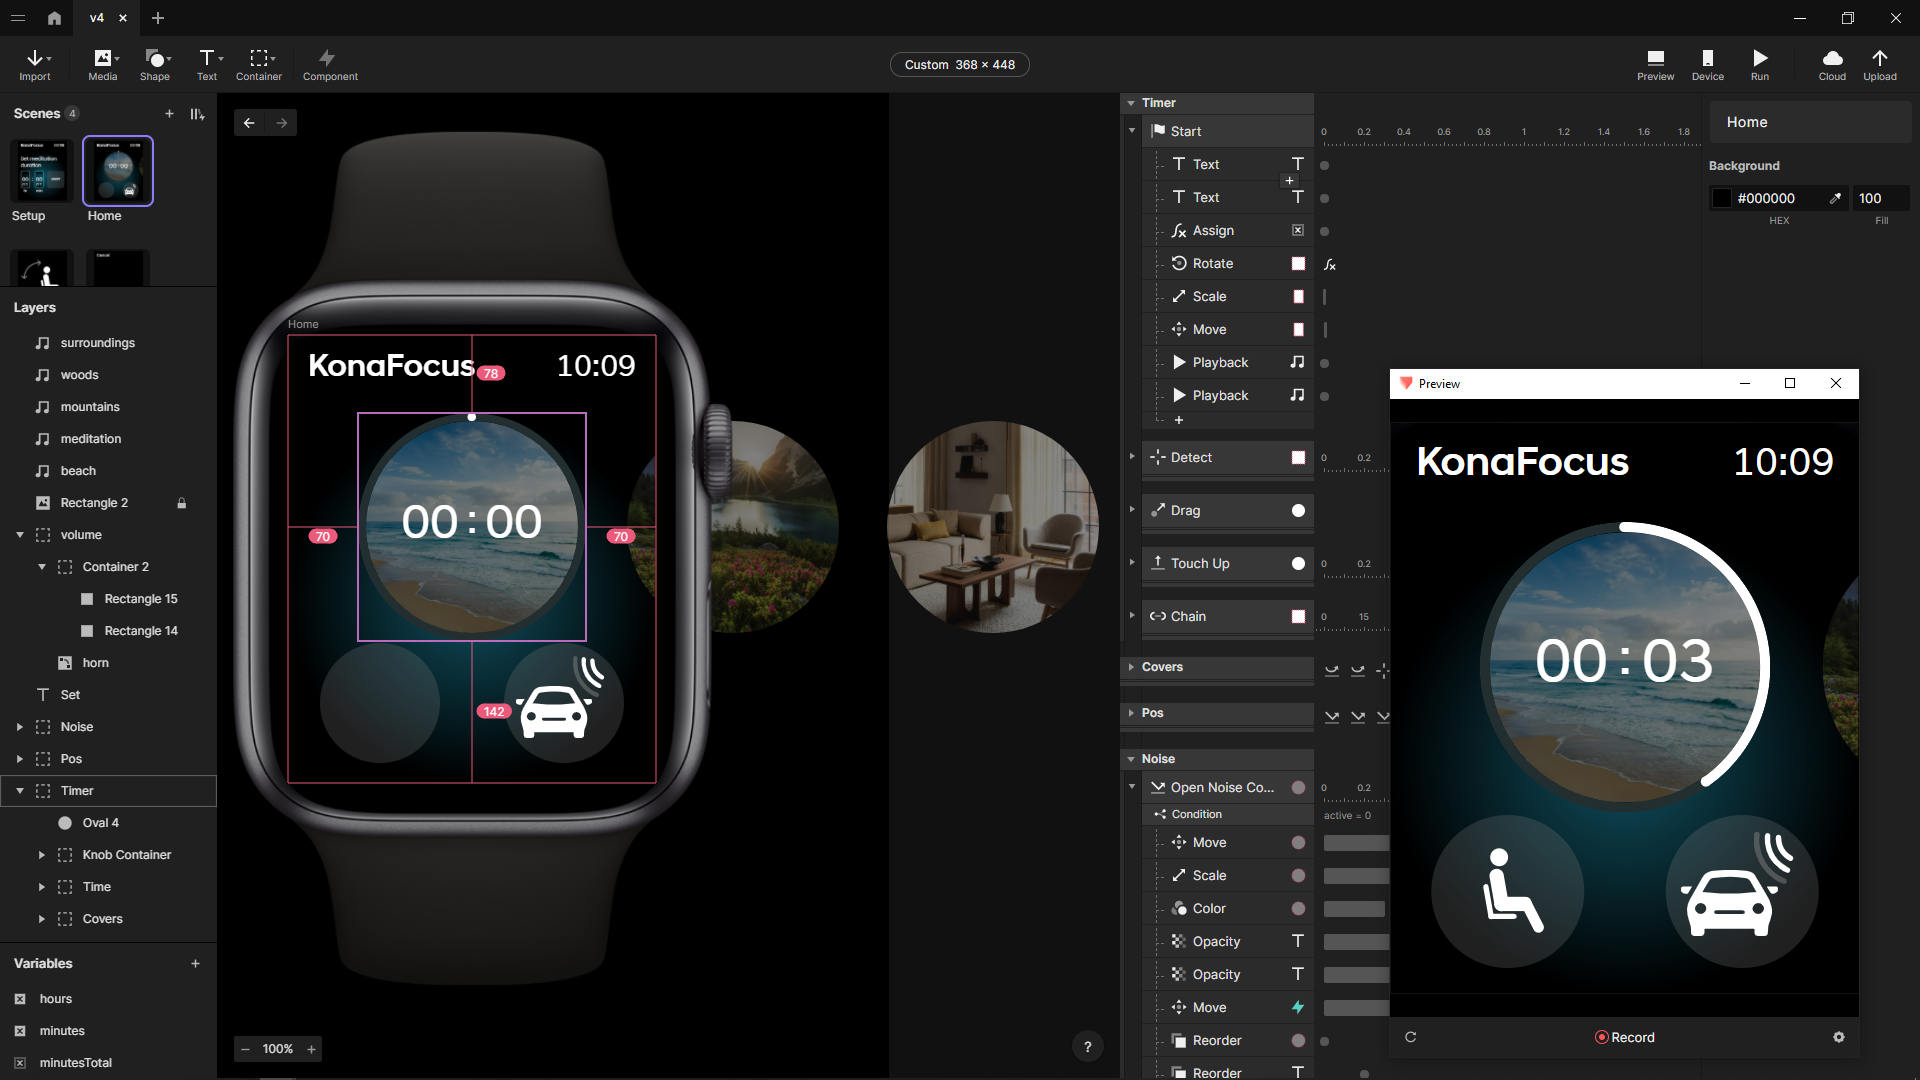 v4
Import
Media
Shape
Text
Container
Component
Custom 368 × 448
Preview
Device
Run
Cloud
Upload
Scenes 4
KonaFocus
Set meditation
duration
00:00
Setup
Home
Cancel
Layers
surroundings
woods
mountains
meditation
beach
Rectangle 2
volume
Container 2
Rectangle 15
Rectangle 14
horn
Set
Noise
Pos
Timer
Oval 4
Knob Container
Time
Covers
Variables
hours
minutes
minutesTotal
Home
KonaFocus 10:09
78
00:00
70 70
142
100%
?
Timer
Start
0 0.2 0.4 0.6 0.8 1 1.2 1.4 1.6 1.8
Text
Text
Assign
Rotate
Scale
Move
Playback
Playback
Detect 0 0.2
Drag
Touch Up 0 0.2
Chain 0 15
Covers
Pos
Noise
Open Noise Co... 0 0.2
Condition active = 0
Move
Scale
Color
Opacity
Opacity
Move
Reorder
Reorder
Home
Background
#000000 100
HEX Fill
Preview
KonaFocus 10:09
00:03
Record